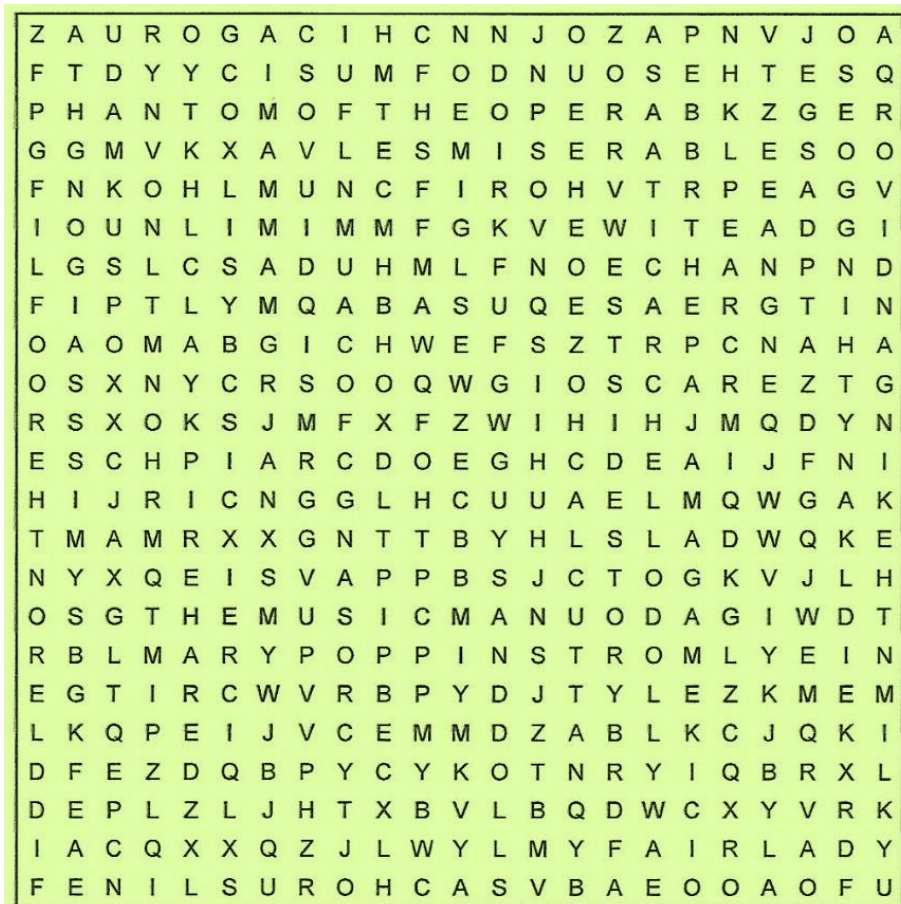 Z A U R O G A C I H C N N J O Z A P N V J O A
F T D Y Y C I S U M F O D N U O S E H T E S Q
P H A N T O M O F T H E O P E R A B K Z G E R
G G M V K X A V L E S M I S E R A B L E S O O
F N K O H L M U N C F I R O H V T R P E A G V
I O U N L I M I M M F G K V E W I T E A D G I
L G S L C S A D U H M L F N O E C H A N P N D
F I P T L Y M Q A B A S U Q E S A E R G T I N
O A O M A B G I C H W E F S Z T R P C N A H A
O S X N Y C R S O O Q W G I O S C A R E Z T G
R S X O K S J M F X F Z W I H I H J M Q D Y N
E S C H P I A R C D O E G H C D E A I J F N I
H I J R I C N G G L H C U U A E L M Q W G A K
T M A M R X X G N T T B Y H L S L A D W Q K E
N Y X Q E I S V A P P B S J C T O G K V J L H
O S G T H E M U S I C M A N U O D A G I W D T
R B L M A R Y P O P P I N S T R O M L Y E I N
E G T I R C W V R B P Y D J T Y L E Z K M E M
L K Q P E I J V C E M M D Z A B L K C J Q K I
D F E Z D Q B P Y C Y K O T N R Y I Q B R X L
D E P L Z L J H T X B V L B Q D W C X Y V R K
I A C Q X X Q Z J L W Y L M Y F A I R L A D Y
F E N I L S U R O H C A S V B A E O O A O F U